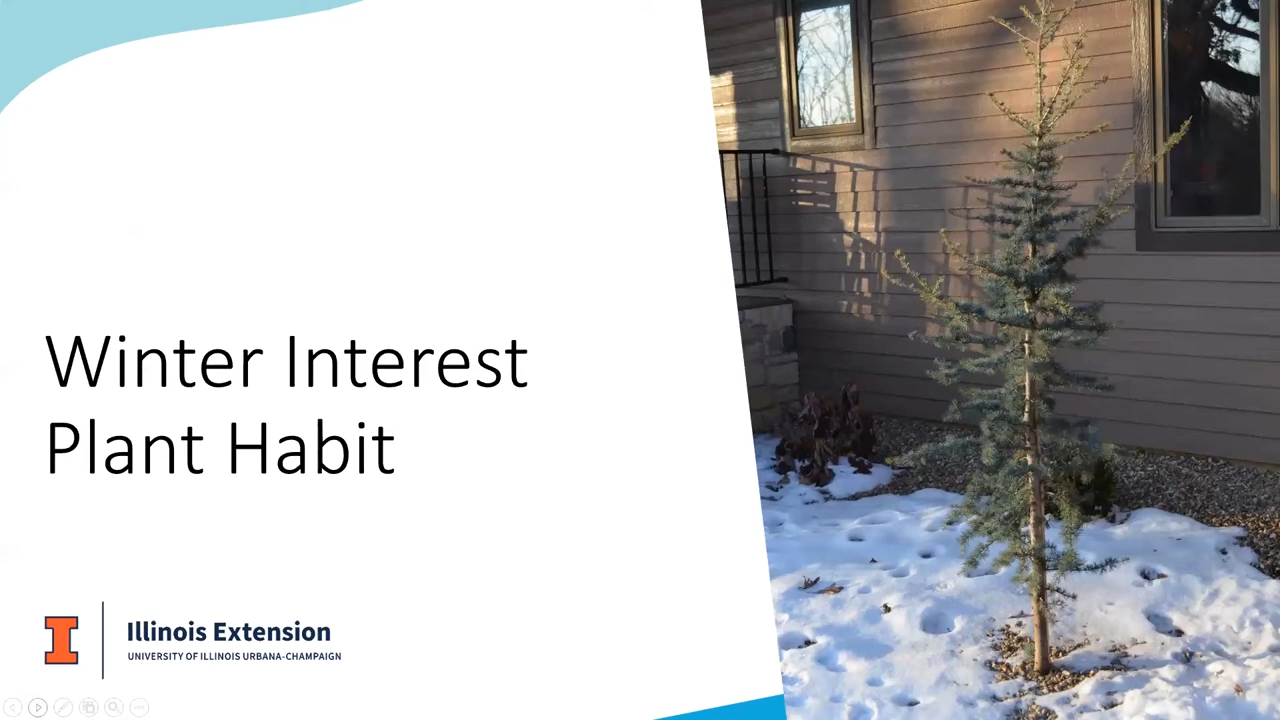 Winter Interest
Plant Habit
I
Illinois Extension
UNIVERSITY OF ILLINOIS URBANA-CHAMPAIGN